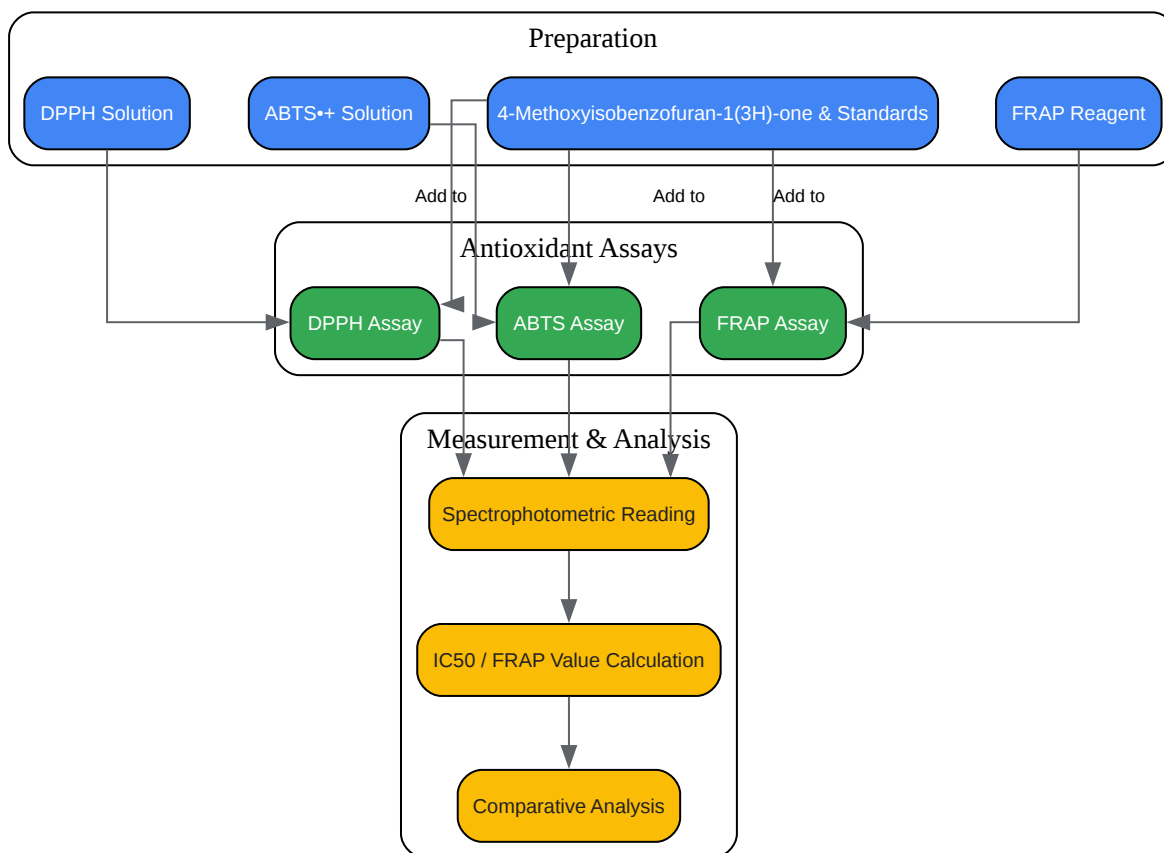 Preparation
DPPH Solution
ABTS•+ Solution
4-Methoxyisobenzofuran-1(3H)-one & Standards
FRAP Reagent
Add to
Add to
Add to
Antioxidant Assays
DPPH Assay
ABTS Assay
FRAP Assay
Measurement & Analysis
Spectrophotometric Reading
IC50 / FRAP Value Calculation
Comparative Analysis